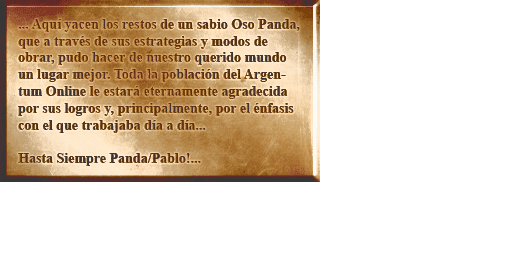 ... Aquí yacen los restos de un sabio Oso Panda,
que a través de sus estrategias y modos de
obrar, pudo hacer de nuestro querido mundo
un lugar mejor. Toda la población del Argen-
tum Online le estará eternamente agradecida
por sus logros y, principalmente, por el énfasis
con el que trabajaba día a día...
Hasta Siempre Panda/Pablo!...